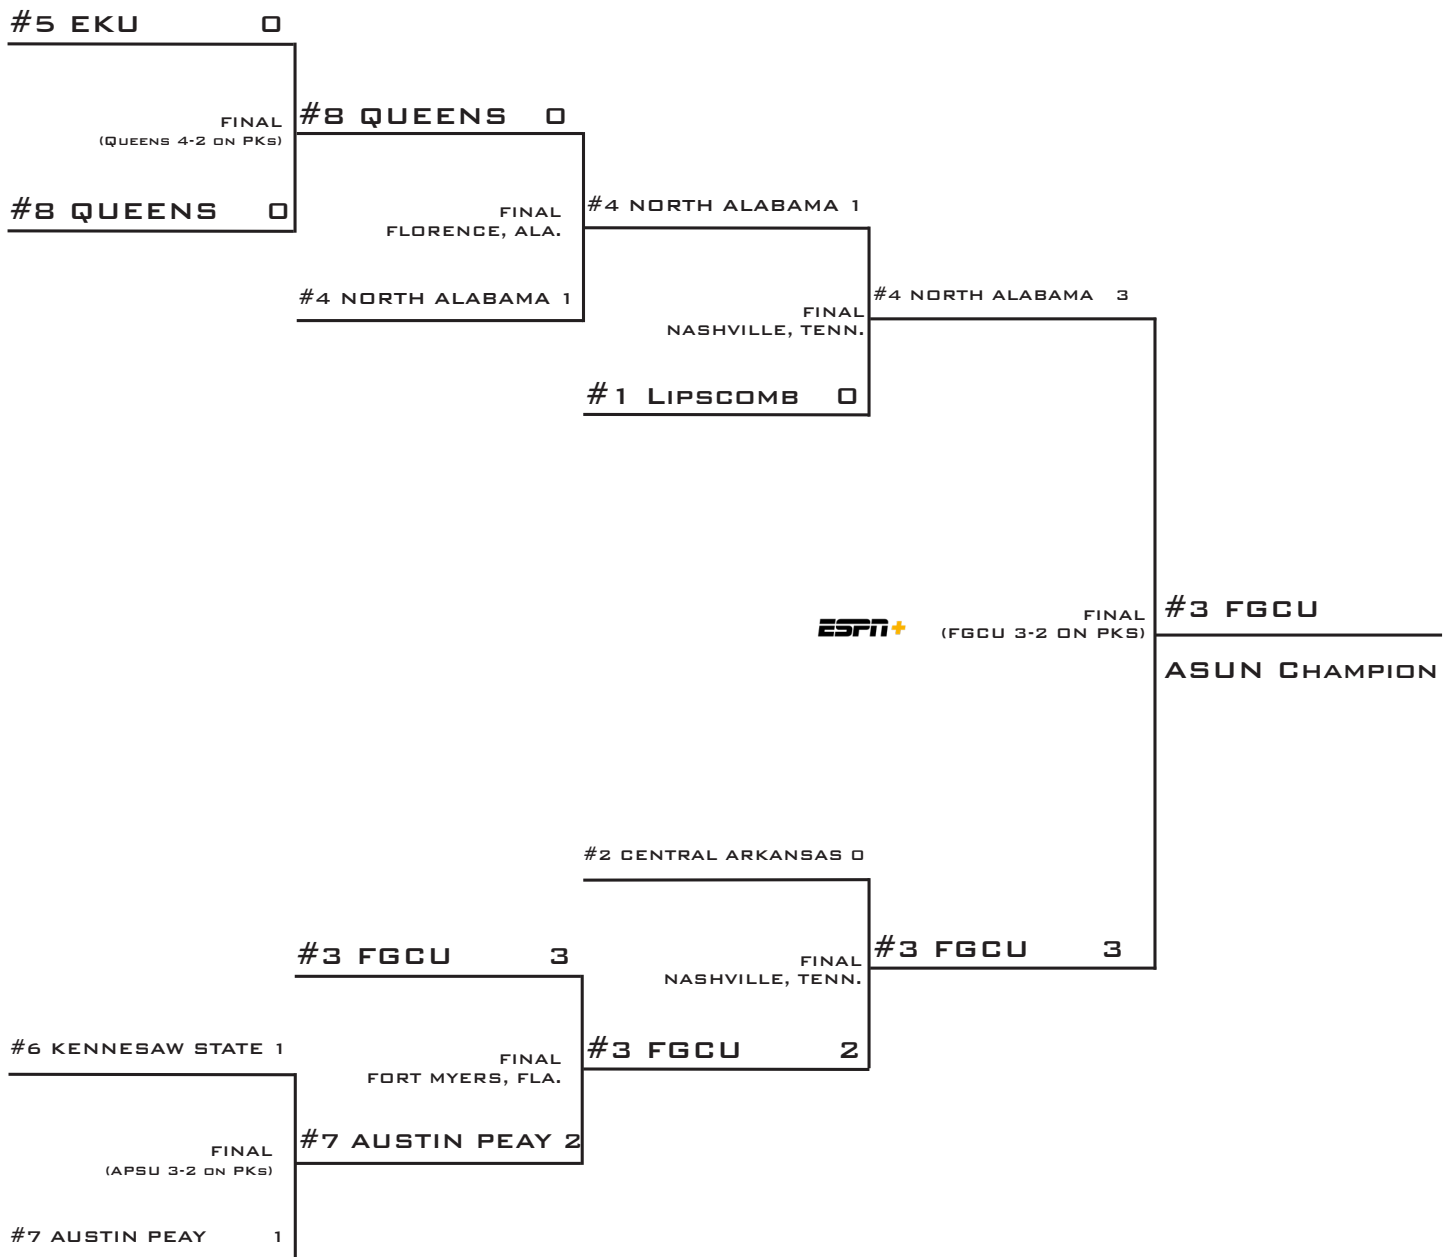 #5 EKU 0
FINAL
(Queens 4-2 on PKs)
#8 QUEENS 0
#8 QUEENS 0
FINAL
FLORENCE, ALA.
#4 NORTH ALABAMA 1
#4 NORTH ALABAMA 1
FINAL
NASHVILLE, TENN.
#1 Lipscomb 0
#4 NORTH ALABAMA 3
ESPN+
FINAL
(FGCU 3-2 ON PKS)
#3 FGCU
ASUN Champion
#2 CENTRAL ARKANSAS 0
FINAL
NASHVILLE, TENN.
#3 FGCU 3
#3 FGCU 3
FINAL
FORT MYERS, FLA.
#3 FGCU 2
#6 KENNESAW STATE 1
#7 AUSTIN PEAY 2
FINAL
(APSU 3-2 on PKs)
#7 AUSTIN PEAY 1